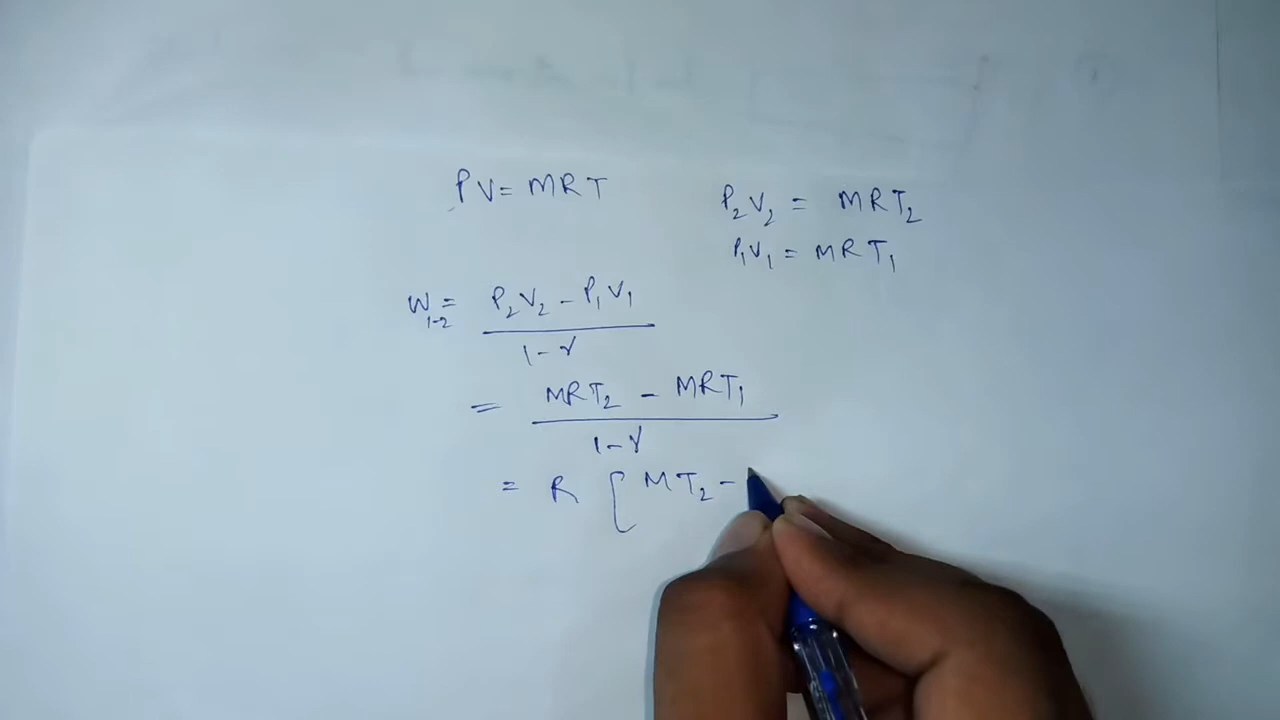 PV = MRT
P₂V₂ = MRT₂
P₁V₁ = MRT₁
W₁₋₂ = P₂V₂ - P₁V₁
1-γ
= MRT₂ - MRT₁
1-γ
= R [ MT₂ -